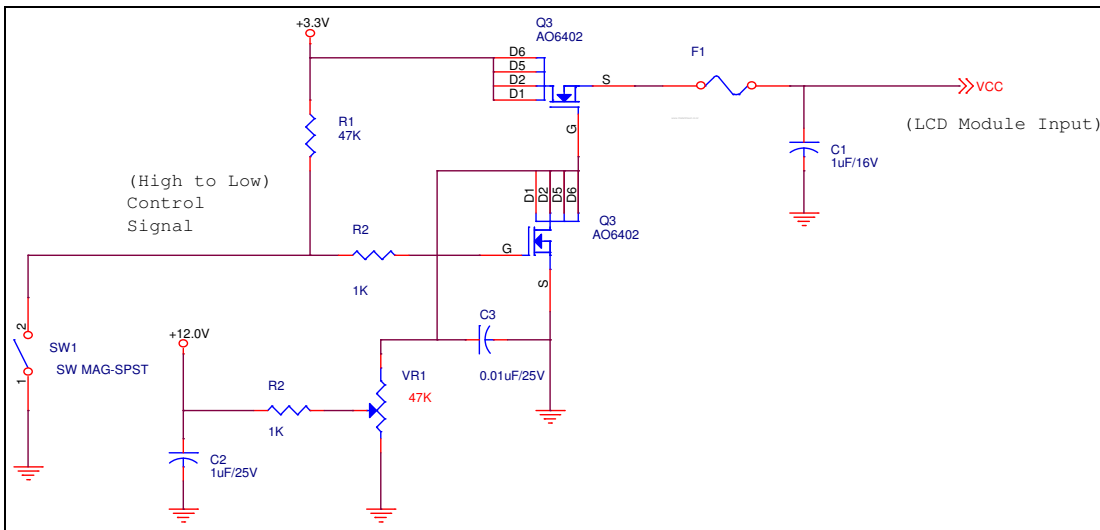 Q3
AO6402
+3.3V
D6
D5
D2
D1
S
F1
VCC
(LCD Module Input)
R1
47K
G
C1
1uF/16V
(High to Low)
Control
Signal
D1
D2
D5
D6
Q3
AO6402
R2
1K
G
S
2
1
SW1
SW MAG-SPST
+12.0V
C3
0.01uF/25V
R2
1K
VR1
47K
C2
1uF/25V